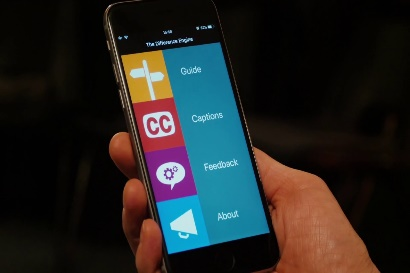 The Difference Engine
Guide
CC
Captions
Feedback
About